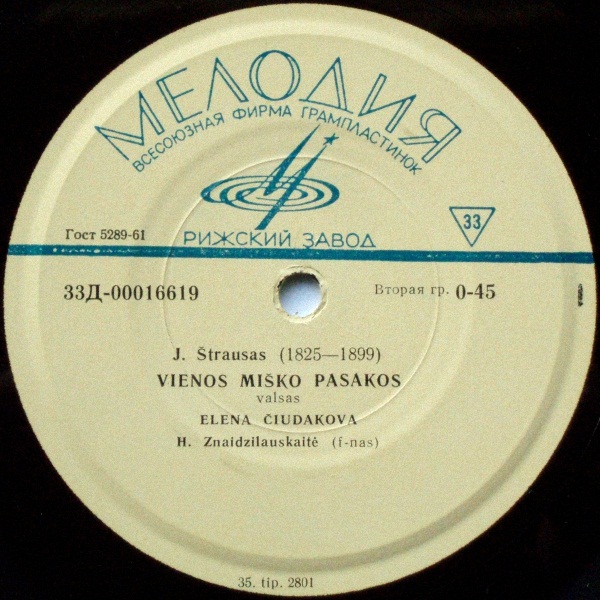 МЕЛОДИЯ
ВСЕСОЮЗНАЯ ФИРМА ГРАМПЛАСТИНОК
Гост 5289-61
33
РИЖСКИЙ ЗАВОД
33Д-00016619
Вторая гр. 0-45
J. Štrausas (1825—1899)
VIENOS MIŠKO PASAKOS
valsas
ELENA ČIUDAKOVA
H. Znaidzilauskaitė (f-nas)
35. tip. 2801